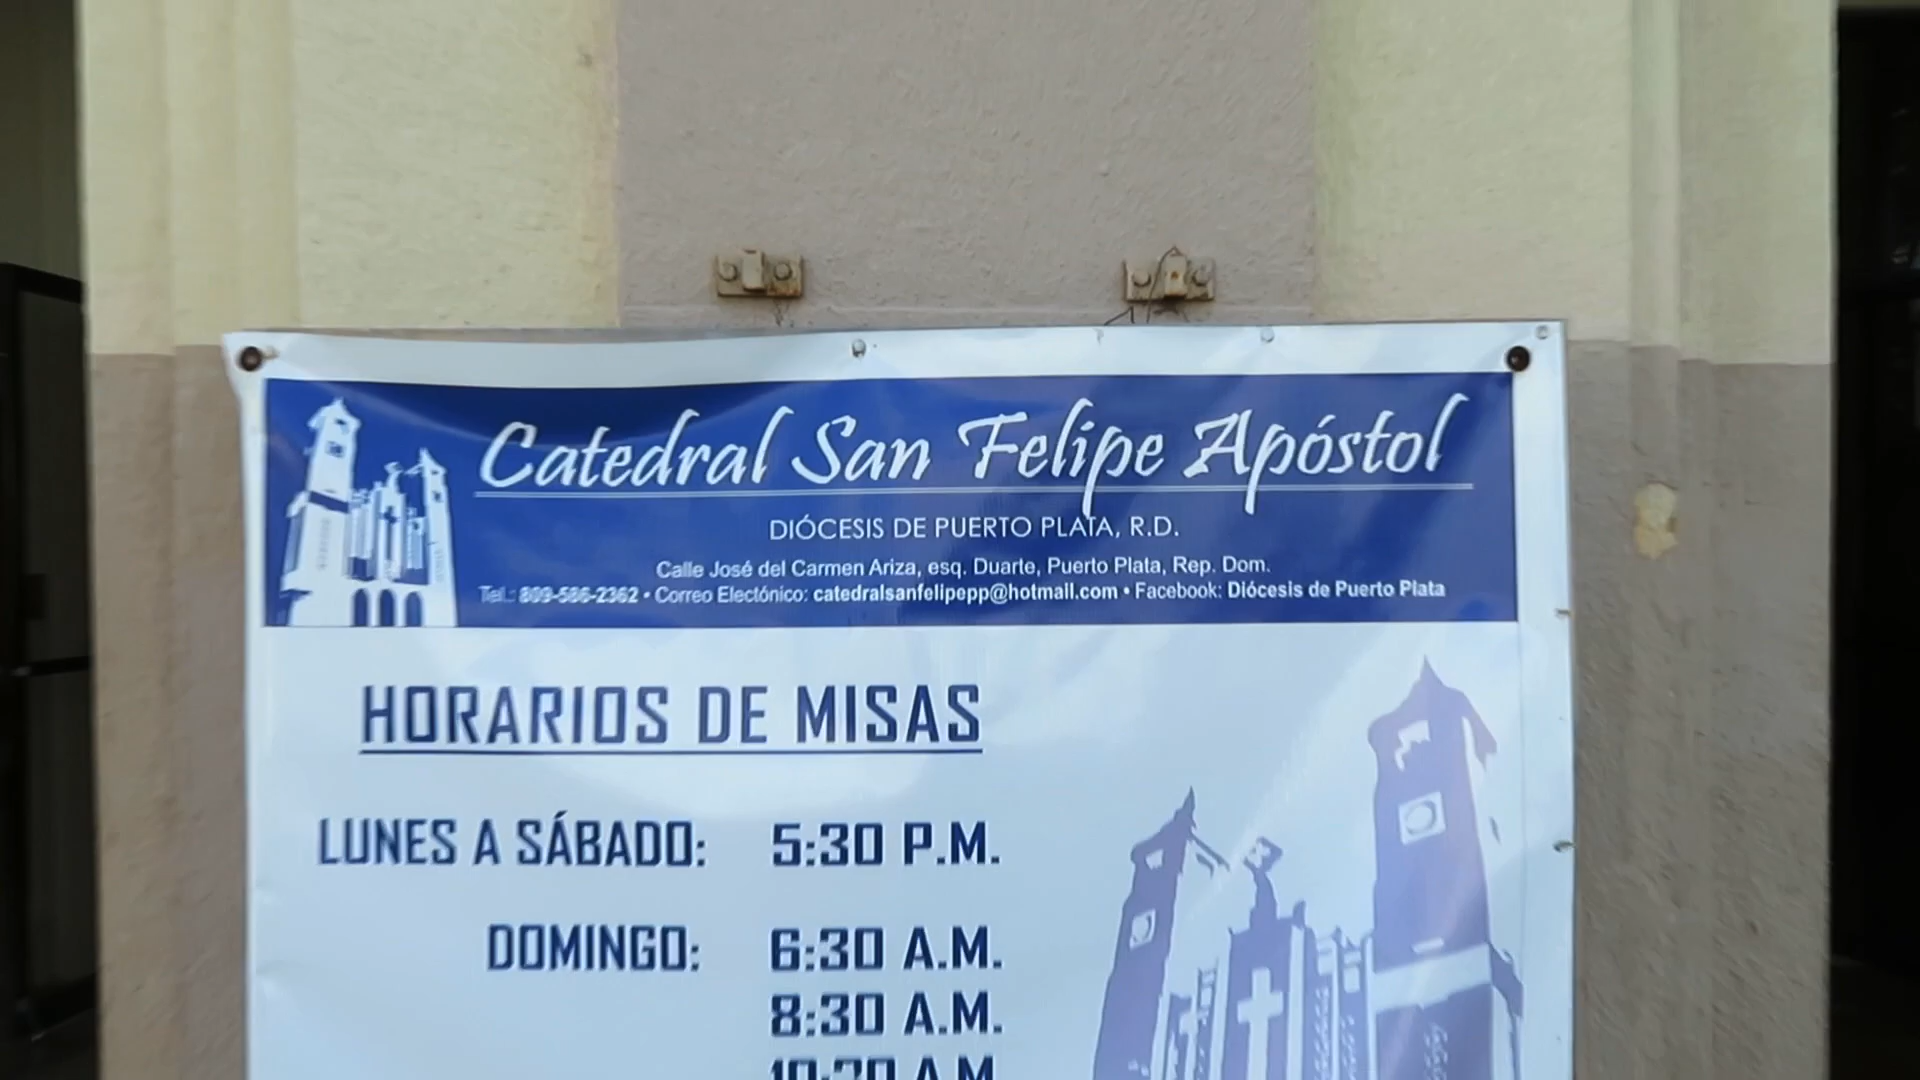 Catedral San Felipe Apóstol
DIÓCESIS DE PUERTO PLATA, R.D.
Calle José del Carmen Ariza, esq. Duarte, Puerto Plata, Rep. Dom.
Tel.: 809-586-2362 • Correo Electónico: catedralsanfelipepp@hotmail.com • Facebook: Diócesis de Puerto Plata
HORARIOS DE MISAS
LUNES A SÁBADO: 5:30 P.M.
DOMINGO: 6:30 A.M.
8:30 A.M.